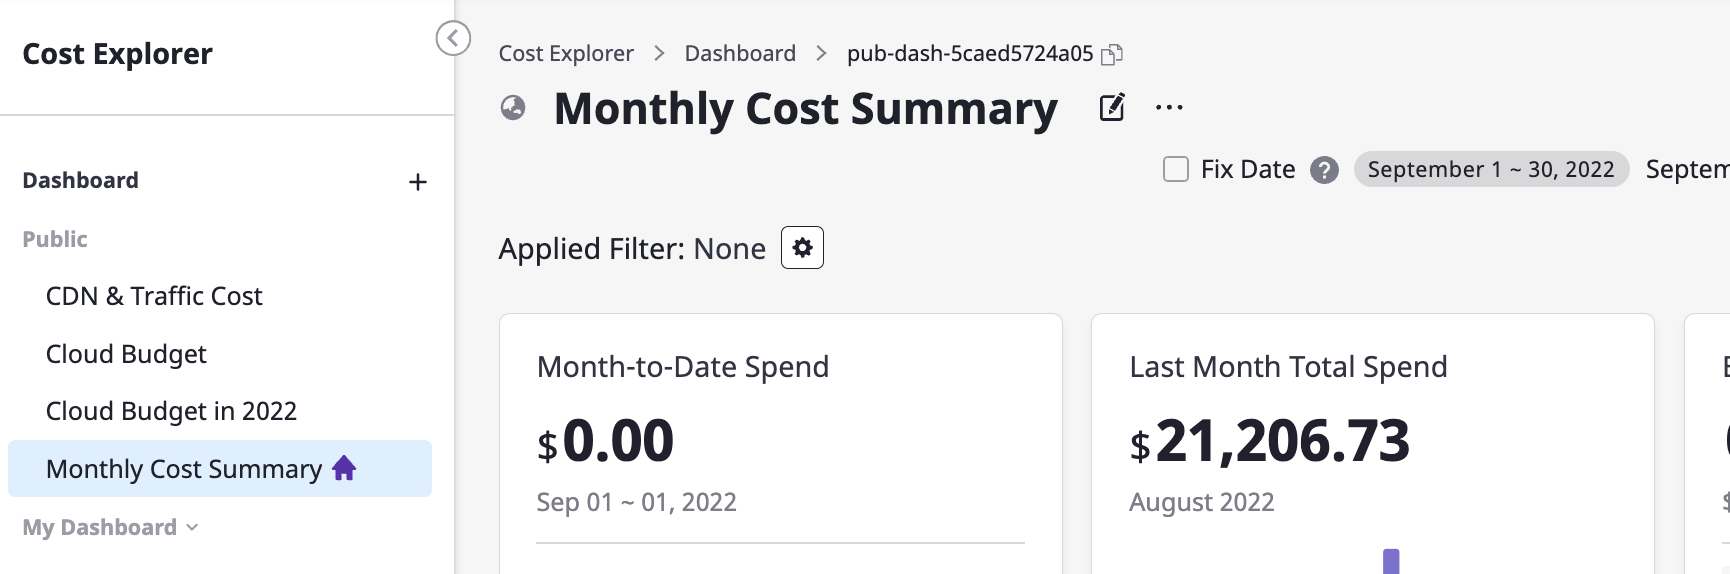 Cost Explorer
Dashboard
Public
CDN & Traffic Cost
Cloud Budget
Cloud Budget in 2022
Monthly Cost Summary
My Dashboard
Cost Explorer > Dashboard > pub-dash-5caed5724a05
Monthly Cost Summary
Fix Date ? September 1 ~ 30, 2022 Septem
Applied Filter: None
Month-to-Date Spend
$0.00
Sep 01 ~ 01, 2022
Last Month Total Spend
$21,206.73
August 2022